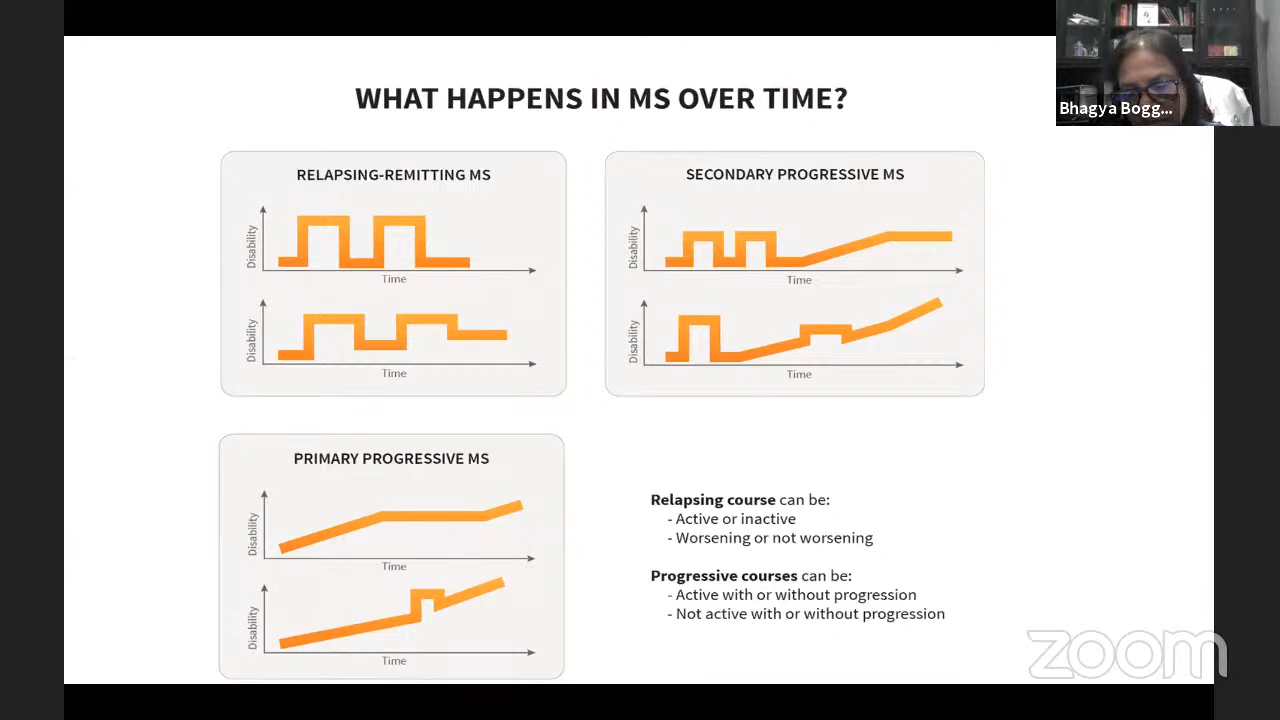 Bhagya Bogg...
WHAT HAPPENS IN MS OVER TIME?
RELAPSING-REMITTING MS
Disability
Time
Disability
Time
SECONDARY PROGRESSIVE MS
Disability
Time
Disability
Time
PRIMARY PROGRESSIVE MS
Disability
Time
Disability
Time
Relapsing course can be:
- Active or inactive
- Worsening or not worsening
Progressive courses can be:
- Active with or without progression
- Not active with or without progression
zoom